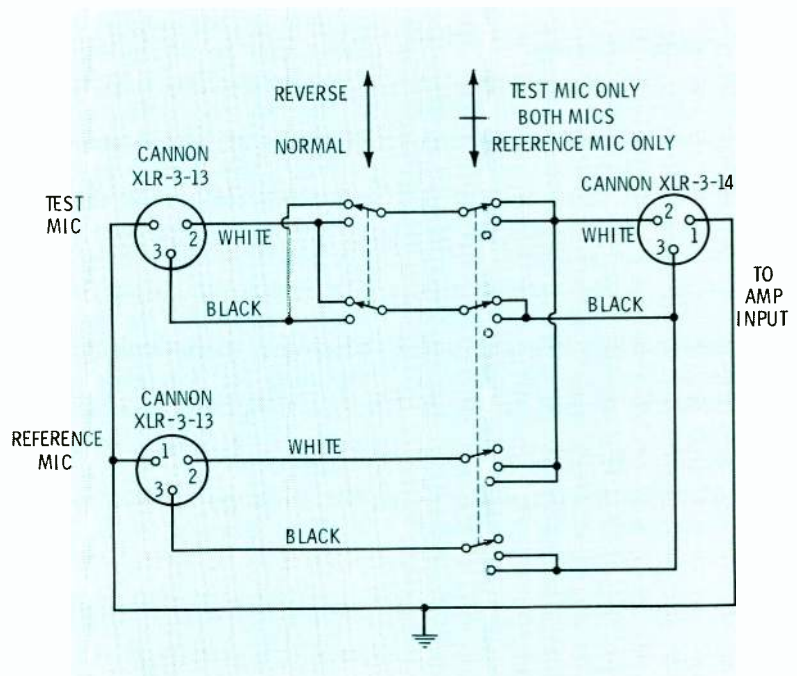 REVERSE
NORMAL
TEST MIC ONLY
BOTH MICS
REFERENCE MIC ONLY
CANNON
XLR-3-13
CANNON XLR-3-14
TEST
MIC
2
3
WHITE
BLACK
WHITE
2
1
3
BLACK
TO
AMP
INPUT
CANNON
XLR-3-13
REFERENCE
MIC
1
2
3
WHITE
BLACK